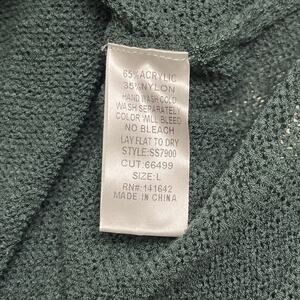 65% ACRYLIC
35% NYLON
HAND WASH COLD
WASH SEPARATELY
COLOR WILL BLEED
NO BLEACH
LAY FLAT TO DRY
STYLE:SS7900
CUT:66499
SIZE:L
RN#:141642
MADE IN CHINA